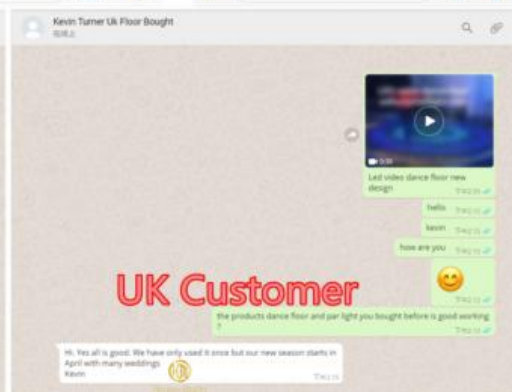 Kevin Turner Uk Floor Bought
0:30
Led video dance floor new
design
hello
kevin
how are you
UK Customer
the products dance floor and par light you bought before is good working
?
Hi. Yes all is good. We have only used it once but our new season starts in
April with many weddings
Kevin